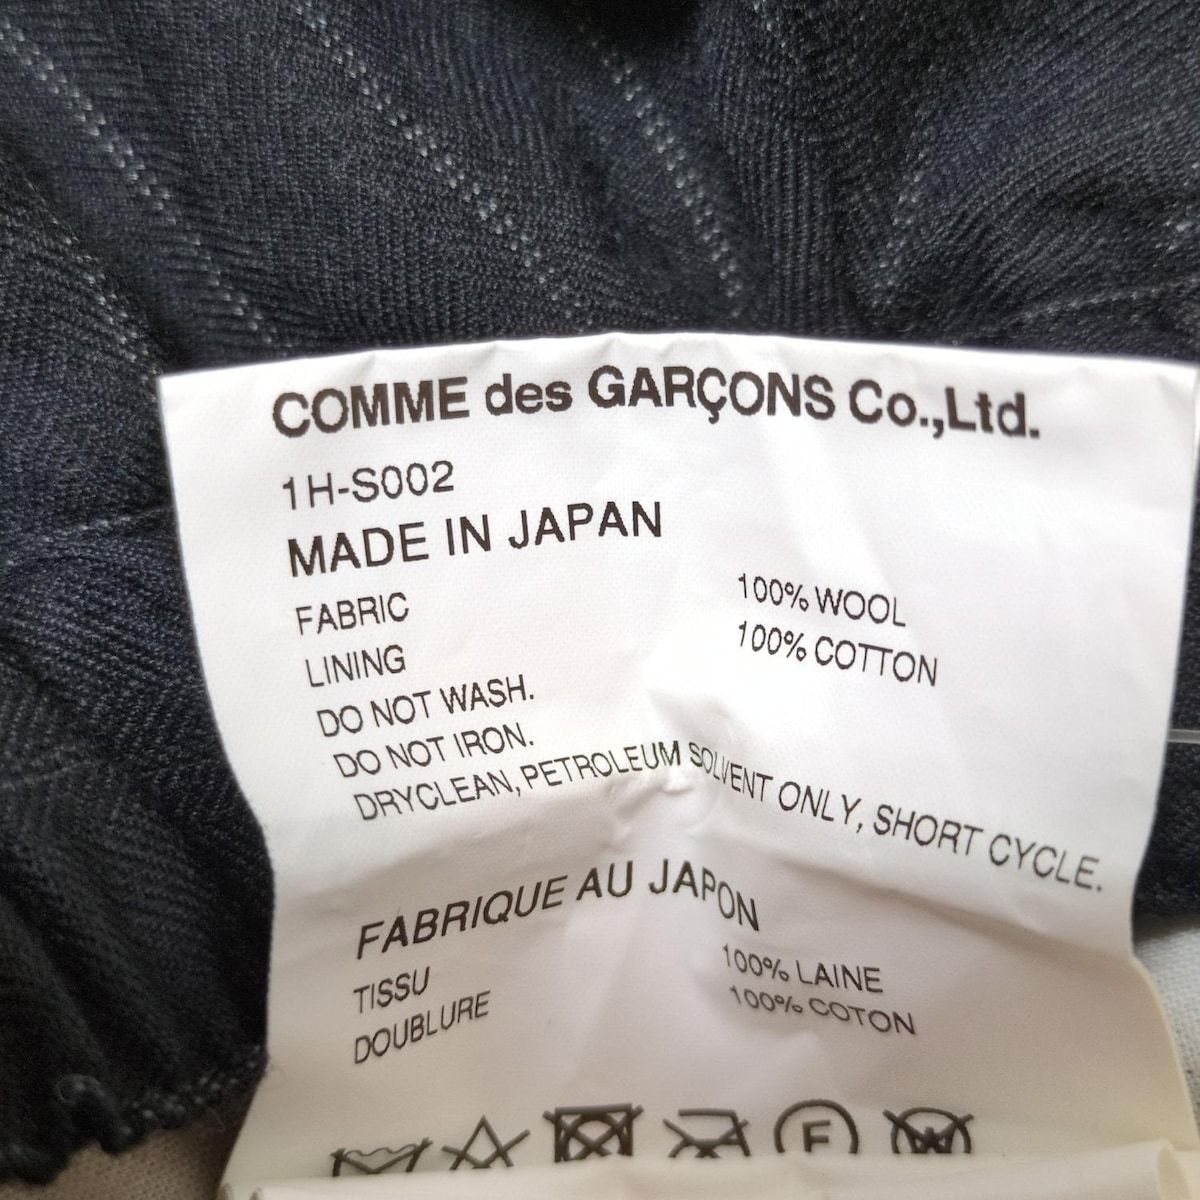 COMME des GARÇONS Co.,Ltd.
1H-S002
MADE IN JAPAN
FABRIC 100% WOOL
LINING 100% COTTON
DO NOT WASH.
DO NOT IRON.
DRYCLEAN, PETROLEUM SOLVENT ONLY, SHORT CYCLE.
FABRIQUE AU JAPON
TISSU 100% LAINE
DOUBLURE 100% COTON
F W